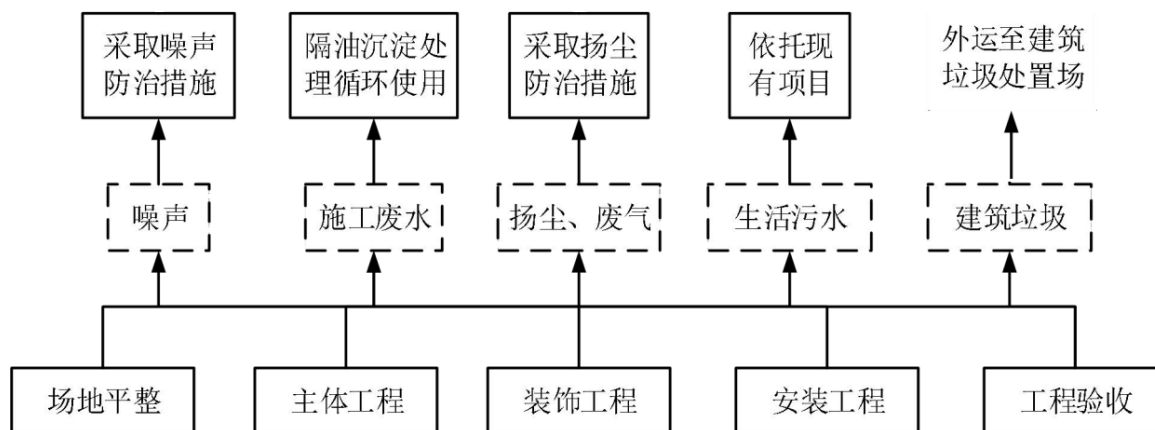 采取噪声
防治措施
隔油沉淀处
理循环使用
采取扬尘
防治措施
依托现
有项目
外运至建筑
垃圾处置场
噪声
施工废水
扬尘、废气
生活污水
建筑垃圾
场地平整
主体工程
装饰工程
安装工程
工程验收